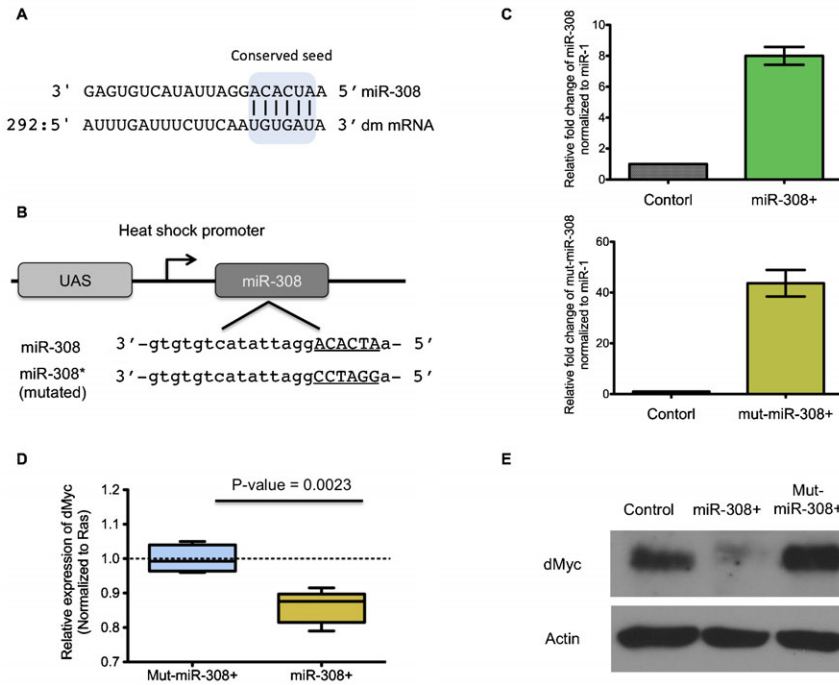 A
Conserved seed
3' GAGUGUCAUAUUAGGACACUAA 5' miR-308
292:5' AUUUGAUUUCUUCAAUGUGAUA 3' dm mRNA
B
Heat shock promoter
UAS
miR-308
miR-308 3'-gtgtgtcatattaggACACTAa- 5'
miR-308* 3'-gtgtgtcatattaggCCTAGGa- 5'
(mutated)
C
Relative fold change of miR-308
normalized to miR-1
10
8
6
4
2
0
Contorl miR-308+
Relative fold change of mut-miR-308
normalized to miR-1
60
40
20
0
Contorl mut-miR-308+
D
P-value = 0.0023
Relative expression of dMyc
(Normalized to Ras)
1.2
1.1
1.0
0.9
0.8
0.7
Mut-miR-308+ miR-308+
E
Control miR-308+ Mut-
miR-308+
dMyc
Actin